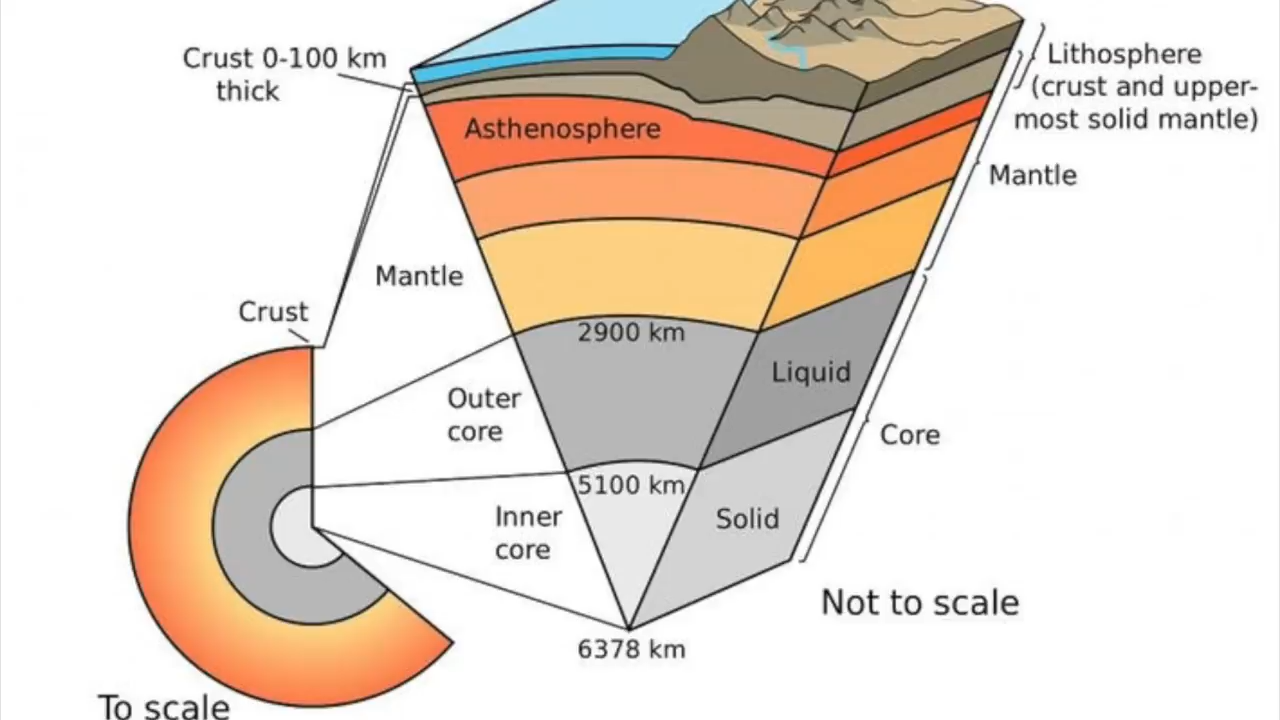 Crust 0-100 km
thick
Lithosphere
(crust and upper-
most solid mantle)
Asthenosphere
Mantle
Mantle
Crust
2900 km
Liquid
Outer
core
Core
5100 km
Inner
core
Solid
Not to scale
6378 km
To scale